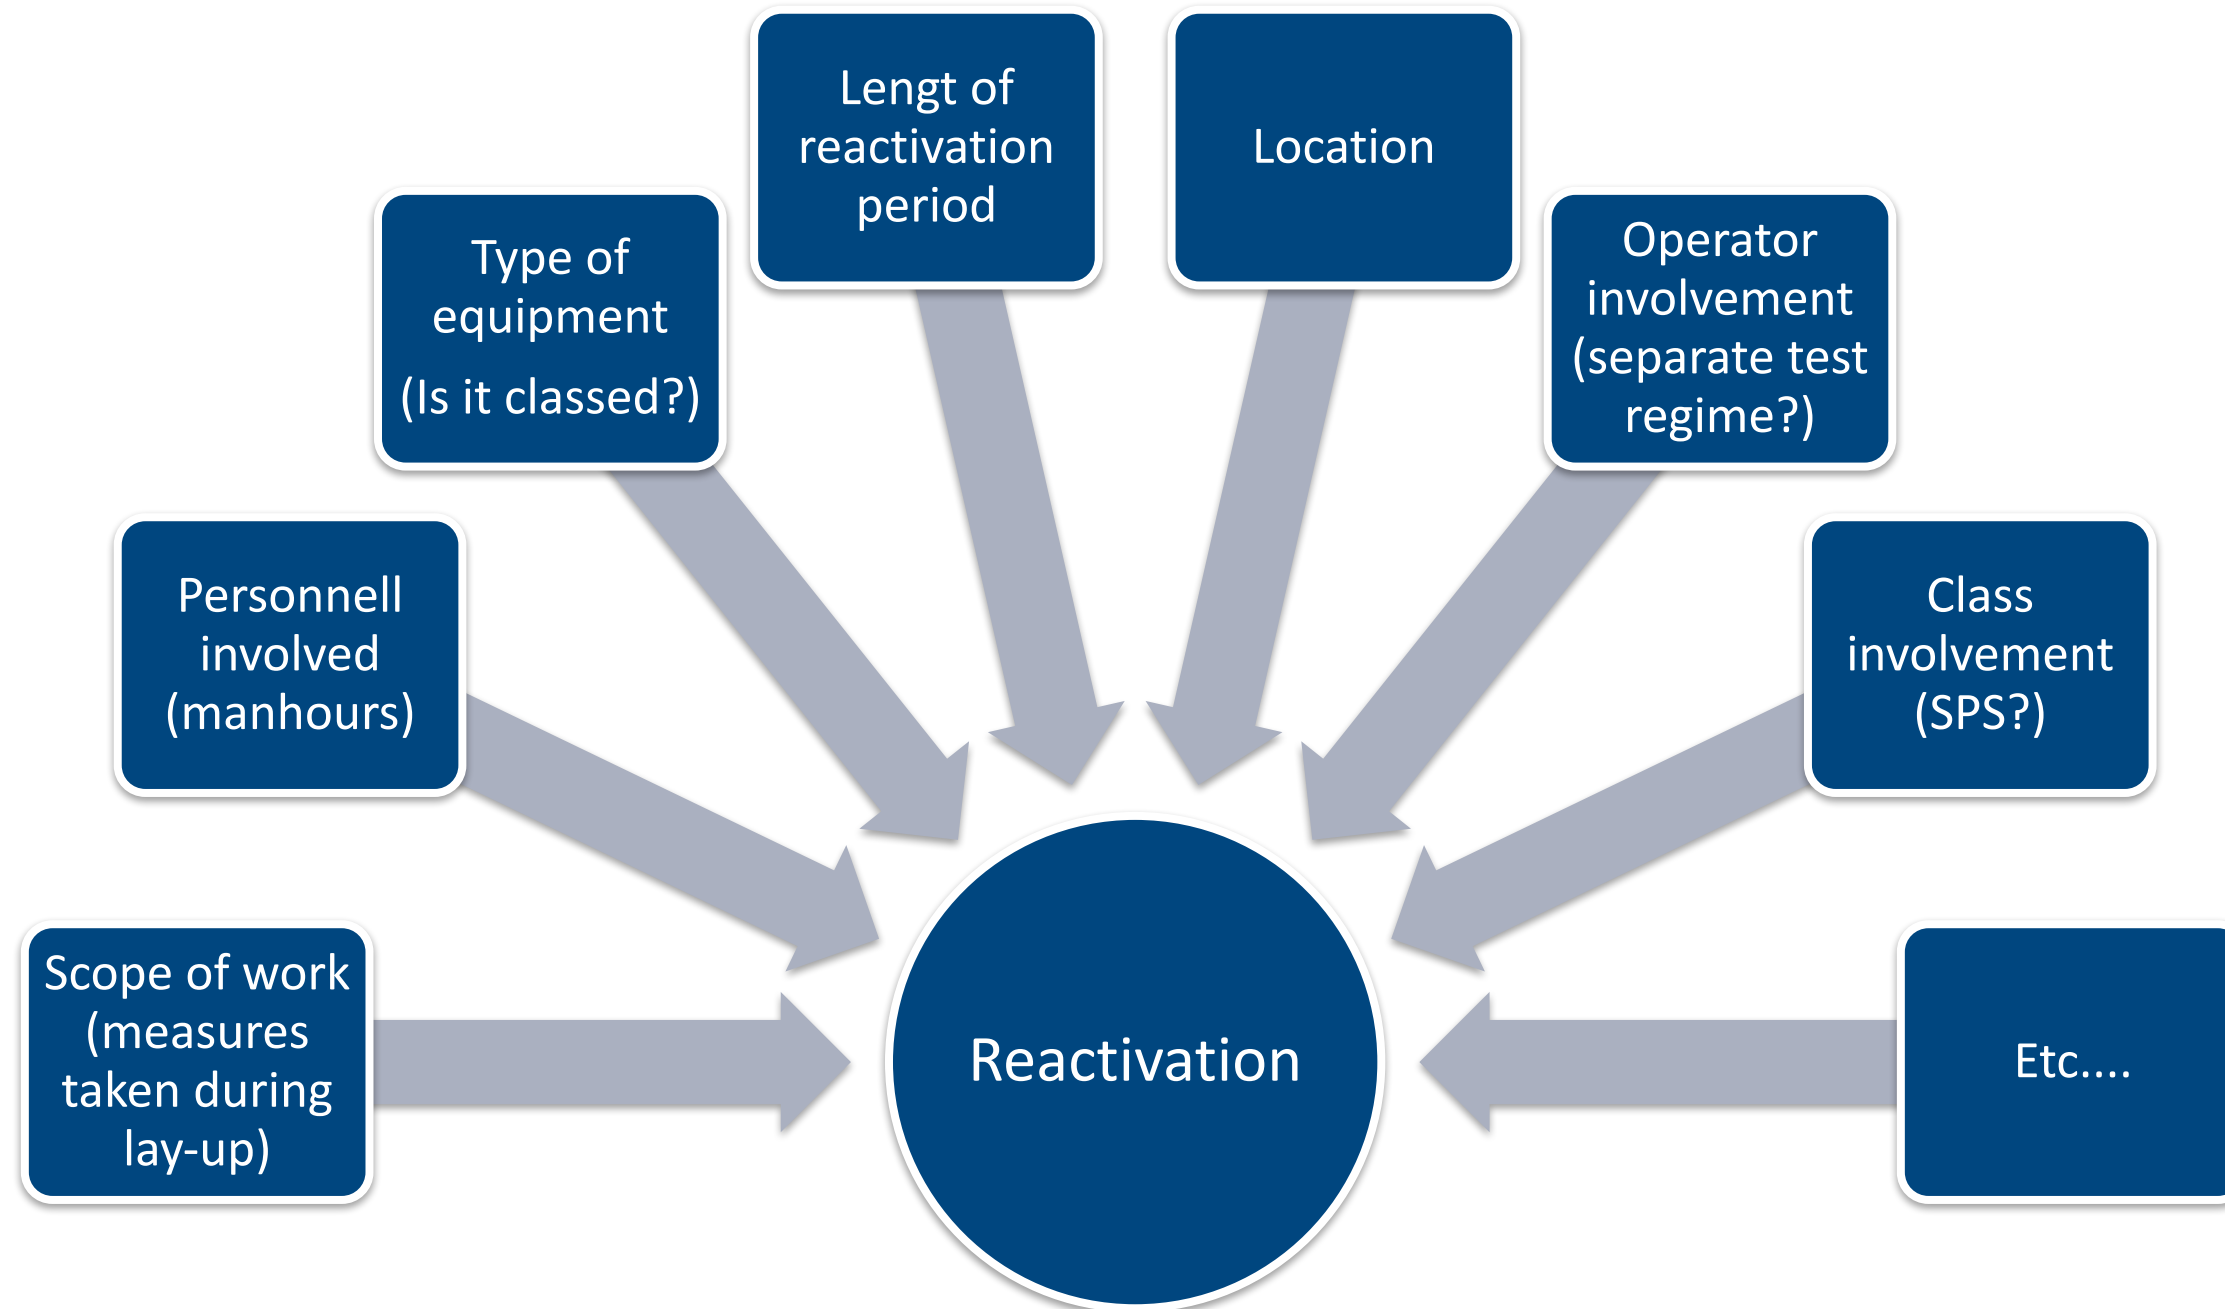 Lengt of
reactivation
period
Location
Type of
equipment
(Is it classed?)
Operator
involvement
(separate test
regime?)
Personnell
involved
(manhours)
Class
involvement
(SPS?)
Scope of work
(measures
taken during
lay-up)
Reactivation
Etc....